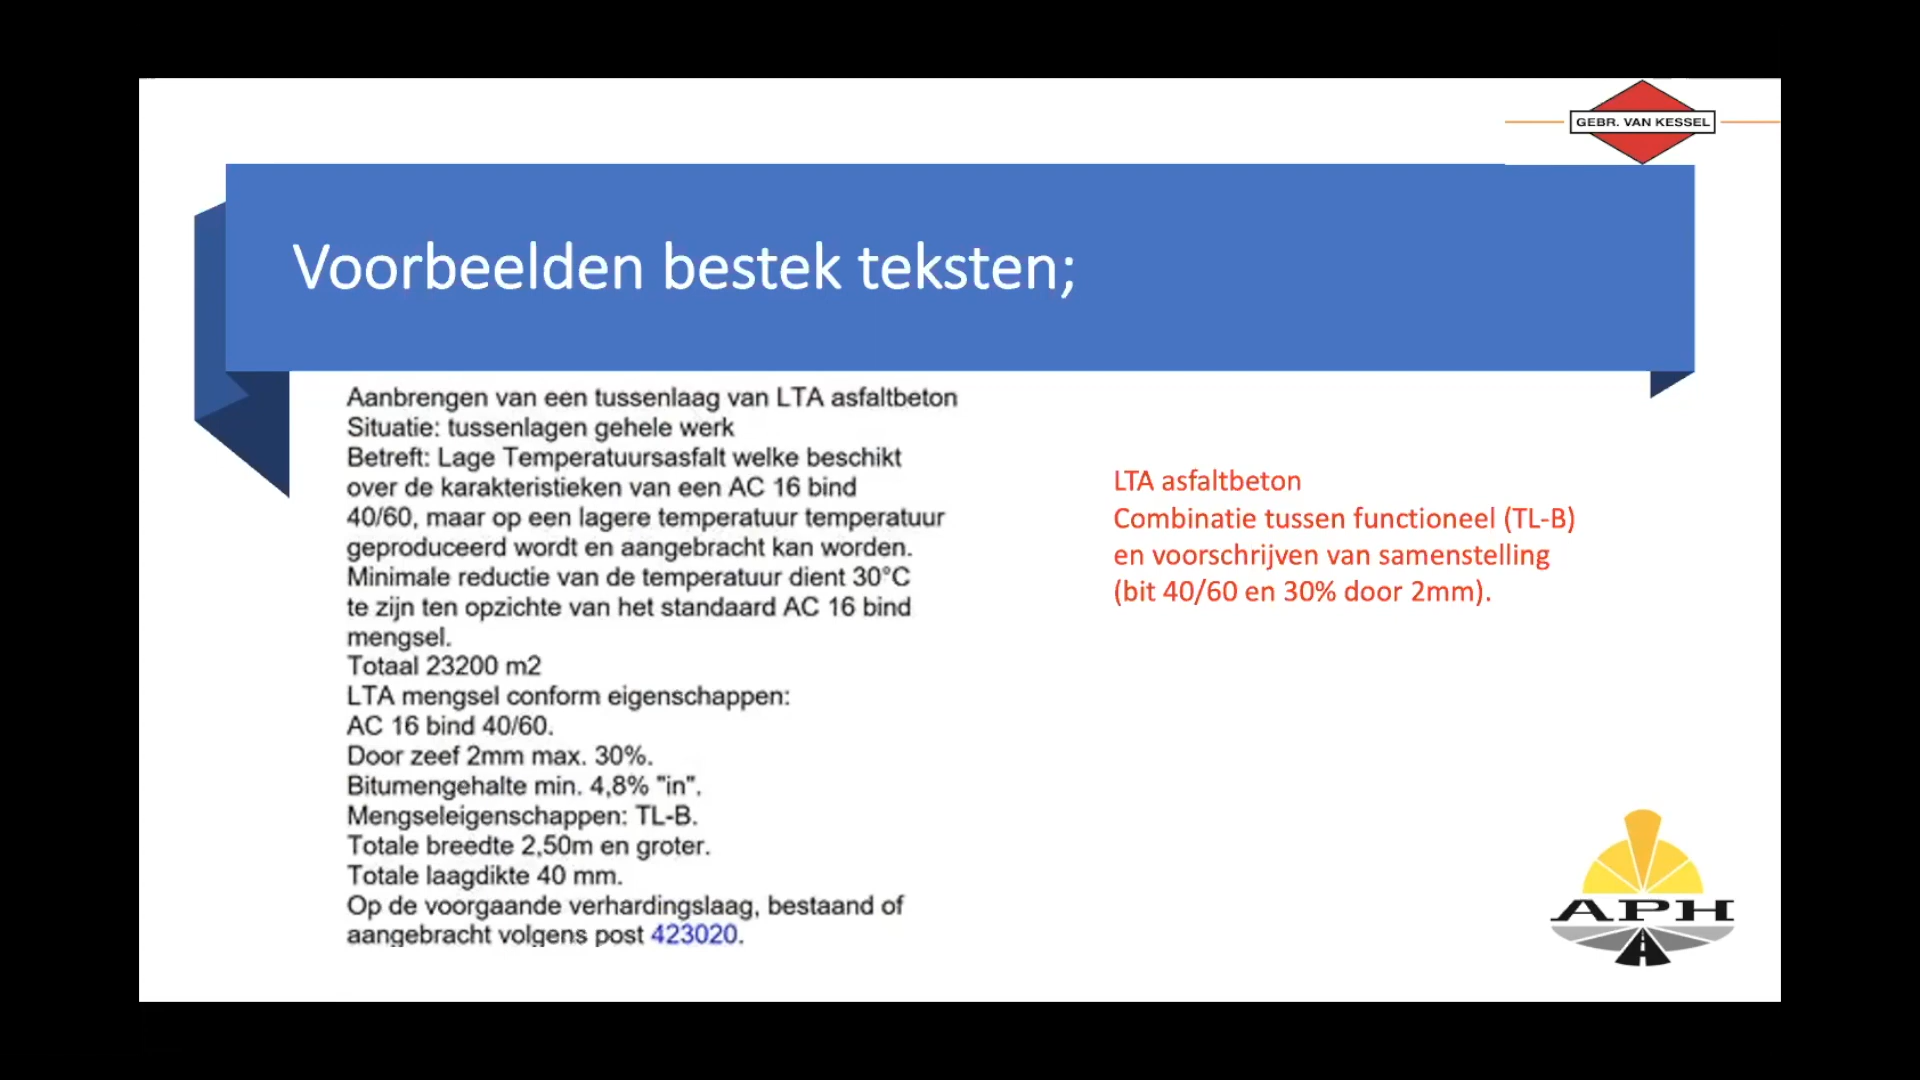 GEBR. VAN KESSEL
Voorbeelden bestek teksten;
Aanbrengen van een tussenlaag van LTA asfaltbeton
Situatie: tussenlagen gehele werk
Betreft: Lage Temperatuursasfalt welke beschikt
over de karakteristieken van een AC 16 bind
40/60, maar op een lagere temperatuur temperatuur
geproduceerd wordt en aangebracht kan worden.
Minimale reductie van de temperatuur dient 30°C
te zijn ten opzichte van het standaard AC 16 bind
mengsel.
Totaal 23200 m2
LTA mengsel conform eigenschappen:
AC 16 bind 40/60.
Door zeef 2mm max. 30%.
Bitumengehalte min. 4,8% "in".
Mengseleigenschappen: TL-B.
Totale breedte 2,50m en groter.
Totale laagdikte 40 mm.
Op de voorgaande verhardingslaag, bestaand of
aangebracht volgens post 423020.
LTA asfaltbeton
Combinatie tussen functioneel (TL-B)
en voorschrijven van samenstelling
(bit 40/60 en 30% door 2mm).
APH